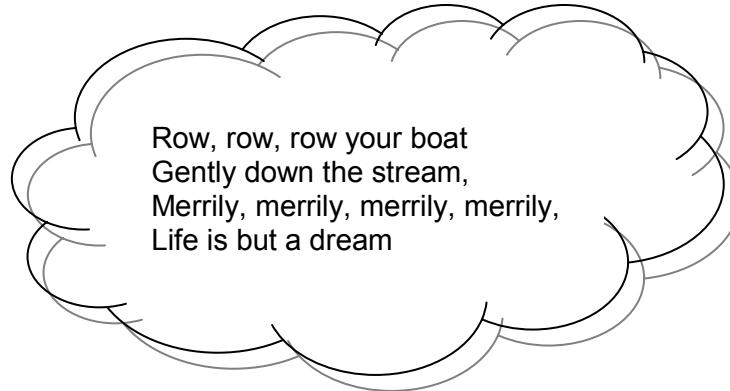 Row, row, row your boat
Gently down the stream,
Merrily, merrily, merrily, merrily,
Life is but a dream